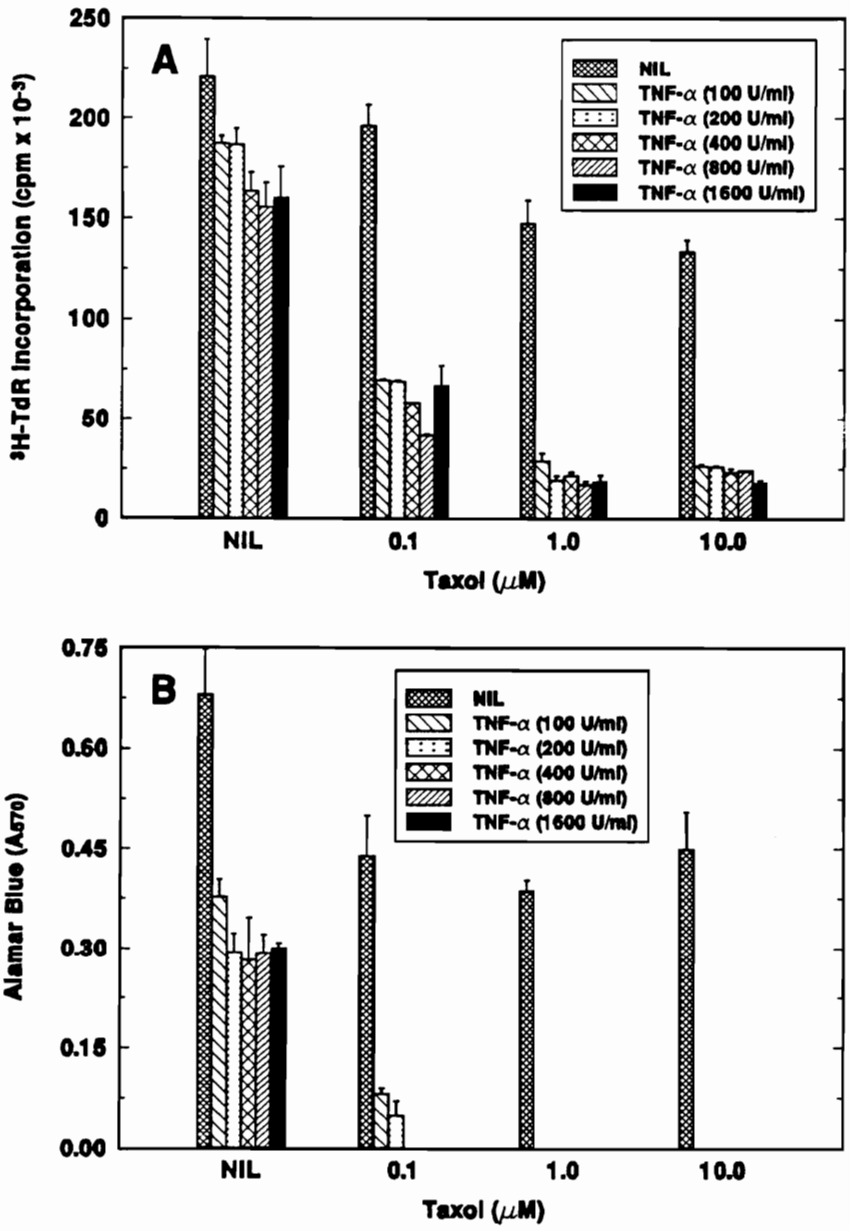 250
200
150
100
50
0
³H-TdR Incorporation (cpm x 10⁻³)
A
NIL
TNF-α (100 U/ml)
TNF-α (200 U/ml)
TNF-α (400 U/ml)
TNF-α (800 U/ml)
TNF-α (1600 U/ml)
NIL 0.1 1.0 10.0
Taxol (μM)
0.75
0.60
0.45
0.30
0.15
0.00
Alamar Blue (A₅₇₀)
B
NIL
TNF-α (100 U/ml)
TNF-α (200 U/ml)
TNF-α (400 U/ml)
TNF-α (800 U/ml)
TNF-α (1600 U/ml)
NIL 0.1 1.0 10.0
Taxol (μM)